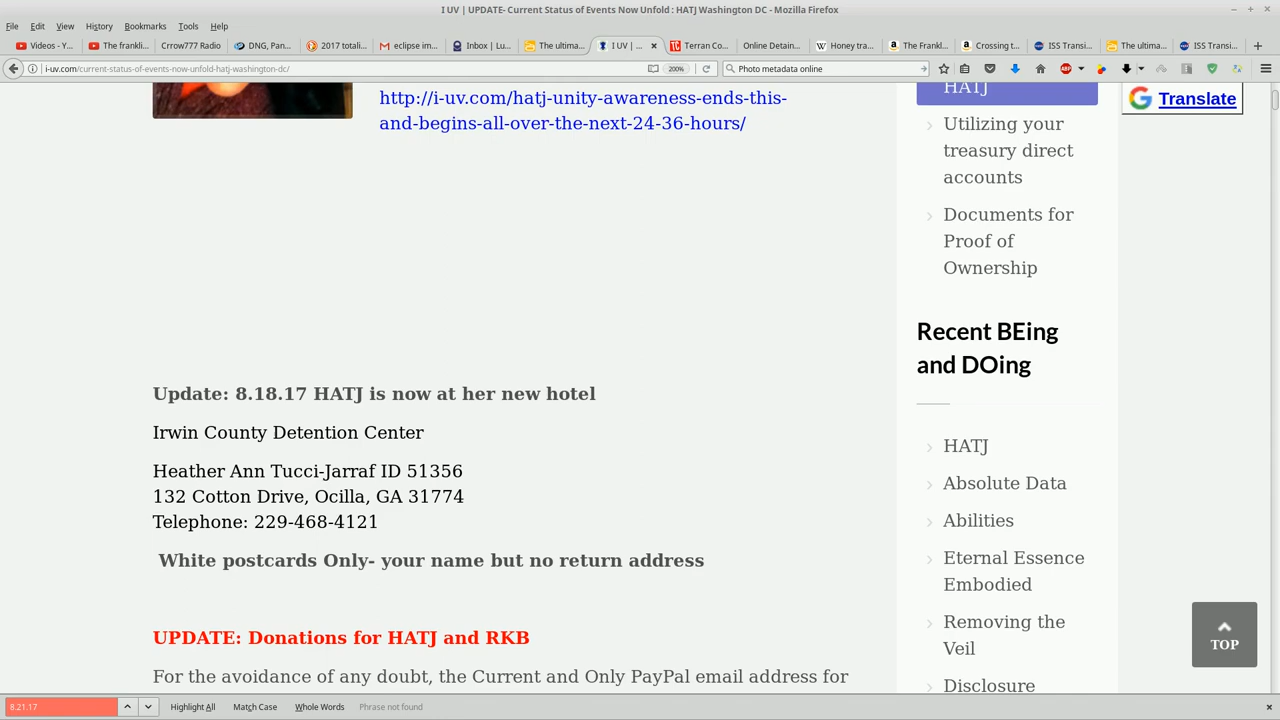 I UV | UPDATE- Current Status of Events Now Unfold : HATJ Washington DC - Mozilla Firefox
File Edit View History Bookmarks Tools Help
Videos - Y... The frankli... Crrow777 Radio DNG, Pan... 2017 totali... eclipse im... Inbox | Lu... The ultima... I UV | ... Terran Co... Online Detain... Honey tra... The Frankl... Crossing t... ISS Transi... The ultima... ISS Transi...
i-uv.com/current-status-of-events-now-unfold-hatj-washington-dc/ 200% Photo metadata online
http://i-uv.com/hatj-unity-awareness-ends-this-
and-begins-all-over-the-next-24-36-hours/
Update: 8.18.17 HATJ is now at her new hotel
Irwin County Detention Center
Heather Ann Tucci-Jarraf ID 51356
132 Cotton Drive, Ocilla, GA 31774
Telephone: 229-468-4121
White postcards Only- your name but no return address
UPDATE: Donations for HATJ and RKB
For the avoidance of any doubt, the Current and Only PayPal email address for
HATJ
Utilizing your
treasury direct
accounts
Documents for
Proof of
Ownership
Recent BEing
and DOing
HATJ
Absolute Data
Abilities
Eternal Essence
Embodied
Removing the
Veil
Disclosure
G Translate
TOP
8.21.17 Highlight All Match Case Whole Words Phrase not found